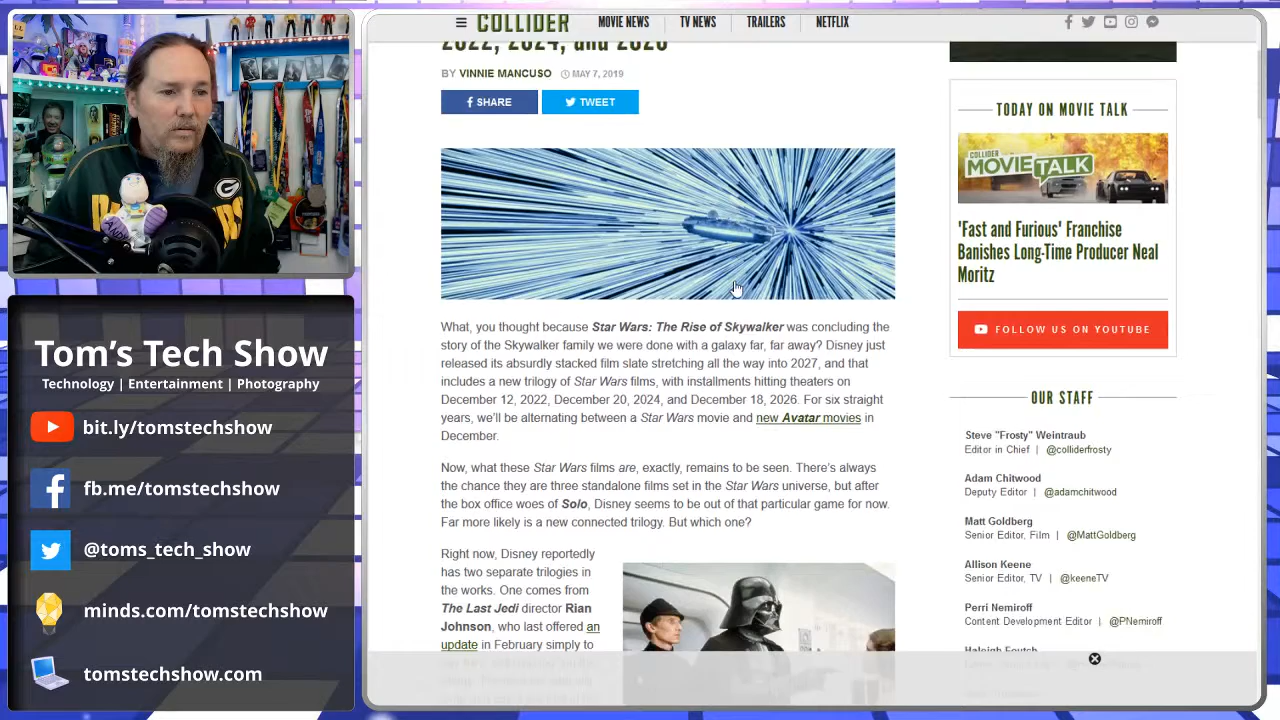 COLLIDER
MOVIE NEWS
TV NEWS
TRAILERS
NETFLIX
2022, 2024, and 2026
BY VINNIE MANCUSO MAY 7, 2019
SHARE
TWEET
What, you thought because Star Wars: The Rise of Skywalker was concluding the
story of the Skywalker family we were done with a galaxy far, far away? Disney just
released its absurdly stacked film slate stretching all the way into 2027, and that
includes a new trilogy of Star Wars films, with installments hitting theaters on
December 12, 2022, December 20, 2024, and December 18, 2026. For six straight
years, we'll be alternating between a Star Wars movie and new Avatar movies in
December.
Now, what these Star Wars films are, exactly, remains to be seen. There's always
the chance they are three standalone films set in the Star Wars universe, but after
the box office woes of Solo, Disney seems to be out of that particular game for now.
Far more likely is a new connected trilogy. But which one?
Right now, Disney reportedly
has two separate trilogies in
the works. One comes from
The Last Jedi director Rian
Johnson, who last offered an
update in February simply to
TODAY ON MOVIE TALK
COLLIDER
MOVIE TALK
'Fast and Furious' Franchise
Banishes Long-Time Producer Neal
Moritz
FOLLOW US ON YOUTUBE
OUR STAFF
Steve "Frosty" Weintraub
Editor in Chief | @colliderfrosty
Adam Chitwood
Deputy Editor | @adamchitwood
Matt Goldberg
Senior Editor, Film | @MattGoldberg
Allison Keene
Senior Editor, TV | @keeneTV
Perri Nemiroff
Content Development Editor | @PNemiroff
Haleigh Foutch
G
Tom's Tech Show
Technology | Entertainment | Photography
bit.ly/tomstechshow
fb.me/tomstechshow
@toms_tech_show
minds.com/tomstechshow
tomstechshow.com